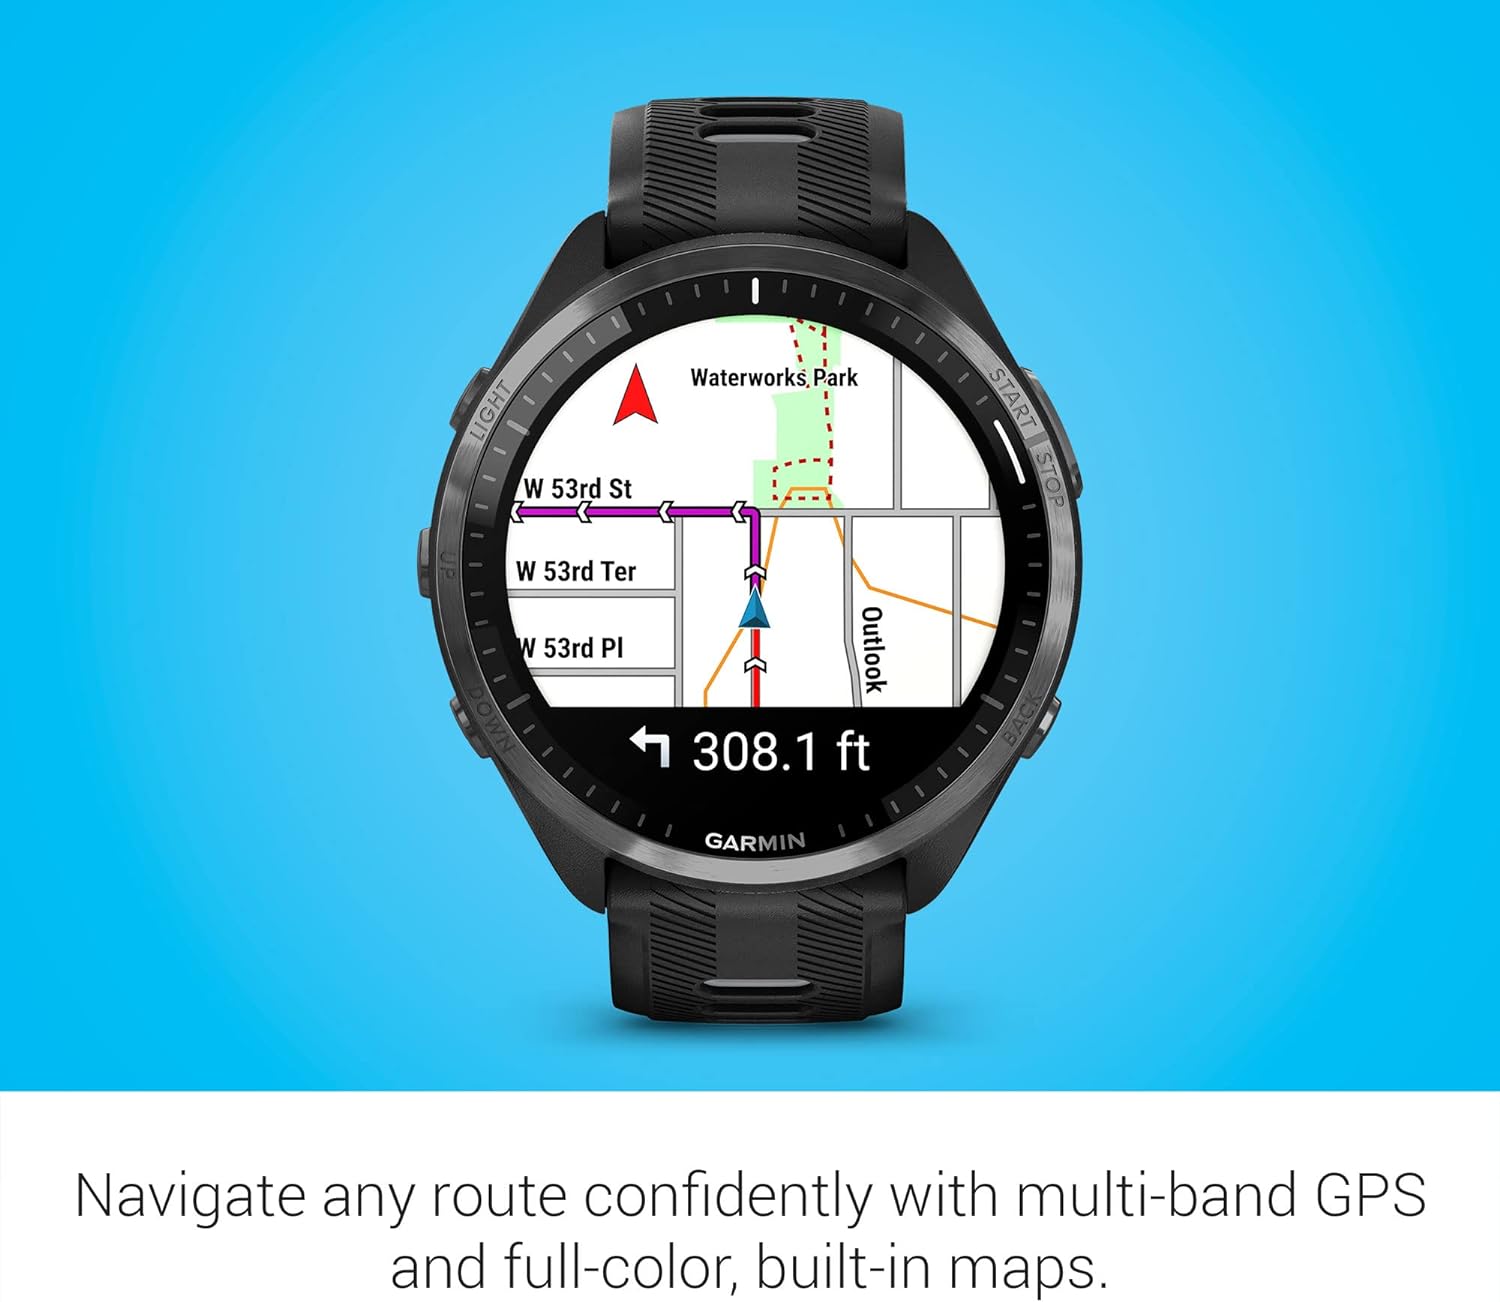 LIGHT
START
STOP
UP
DOWN
BACK
Waterworks Park
W 53rd St
W 53rd Ter
W 53rd Pl
Outlook
308.1 ft
GARMIN
Navigate any route confidently with multi-band GPS
and full-color, built-in maps.